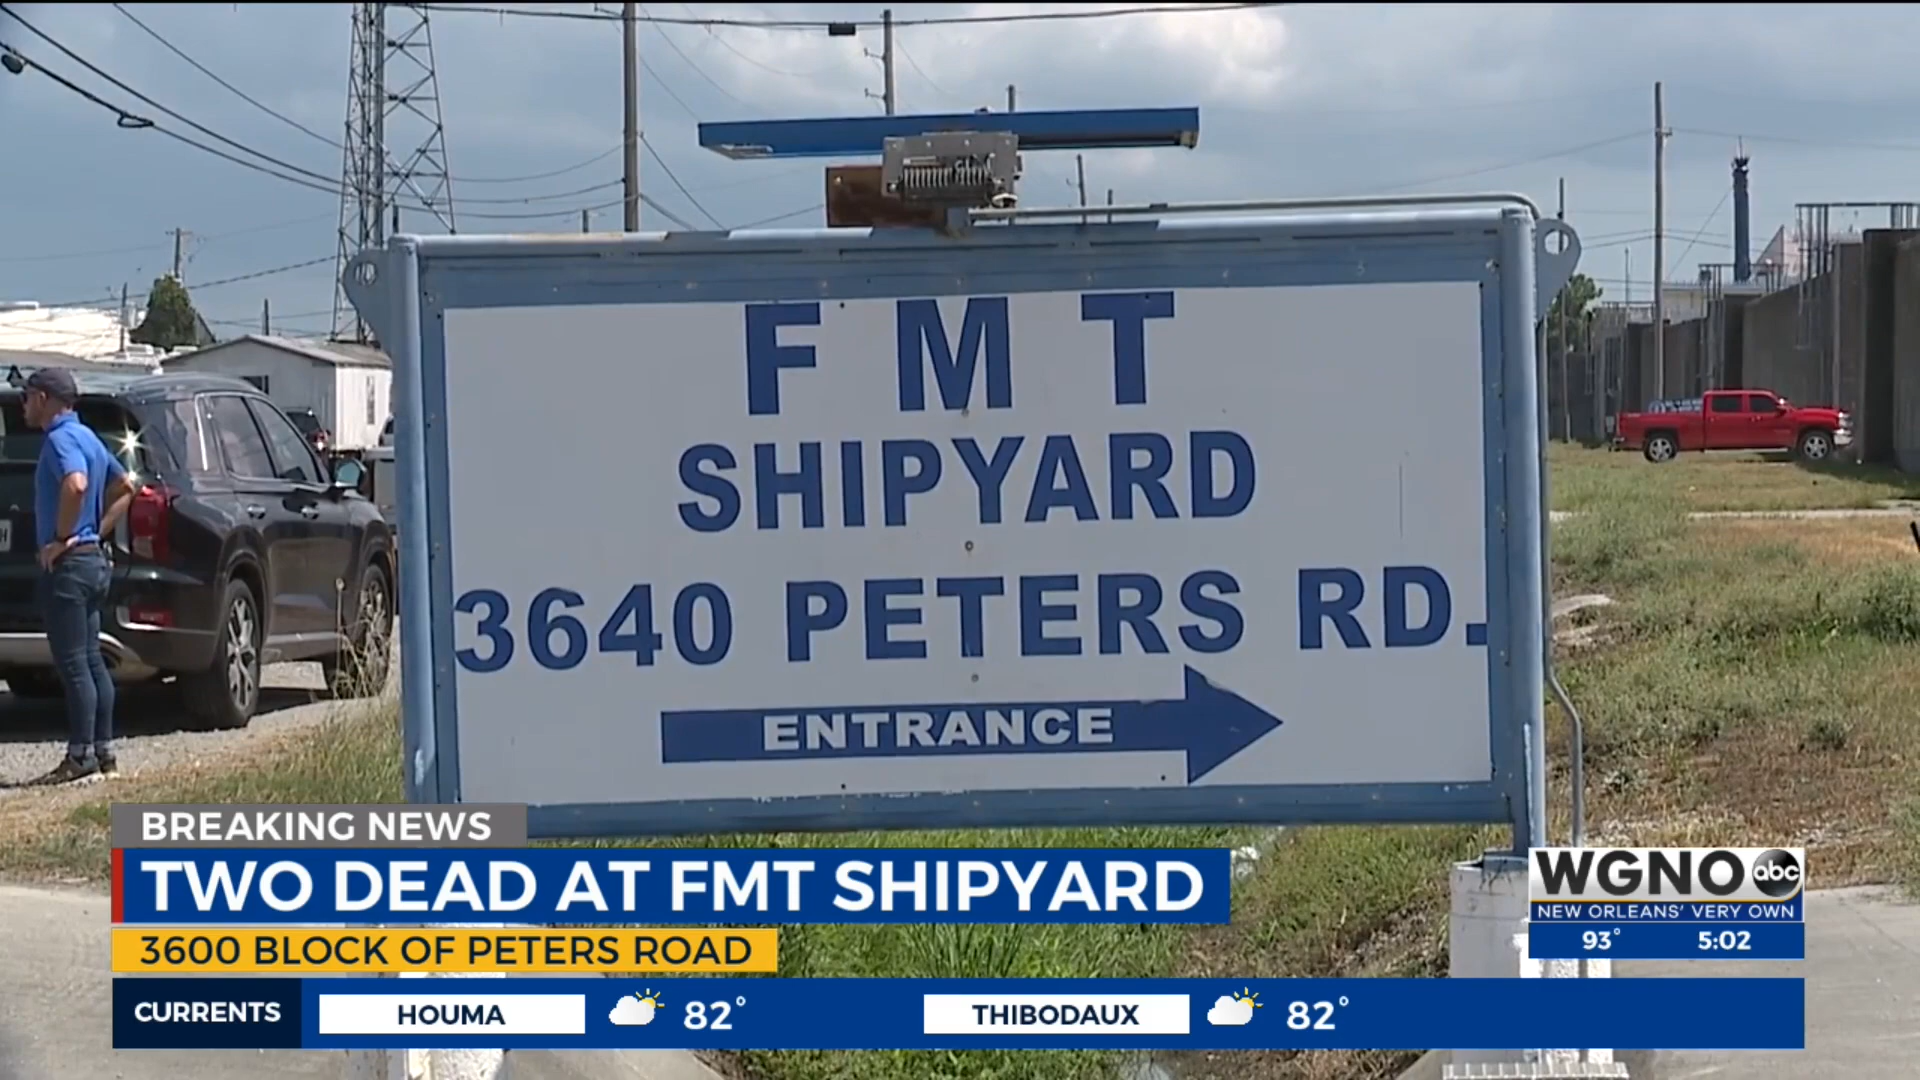 F M T
SHIPYARD
3640 PETERS RD.
ENTRANCE
BREAKING NEWS
TWO DEAD AT FMT SHIPYARD
3600 BLOCK OF PETERS ROAD
WGNO abc
NEW ORLEANS' VERY OWN
93° 5:02
CURRENTS HOUMA 82° THIBODAUX 82°